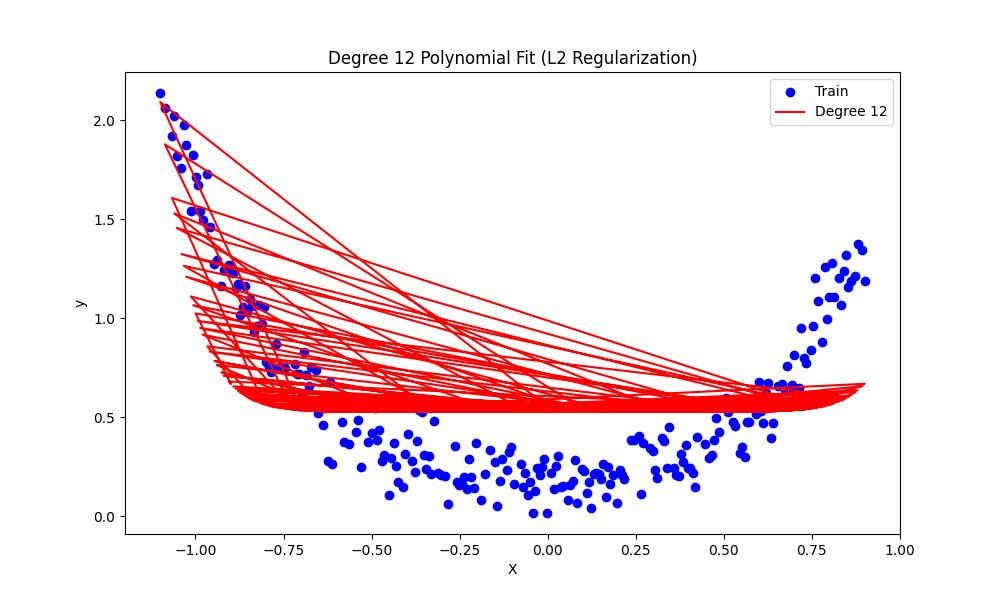 Degree 12 Polynomial Fit (L2 Regularization)
Train
Degree 12
2.0
1.5
1.0
0.5
0.0
y
−1.00 −0.75 −0.50 −0.25 0.00 0.25 0.50 0.75 1.00
X